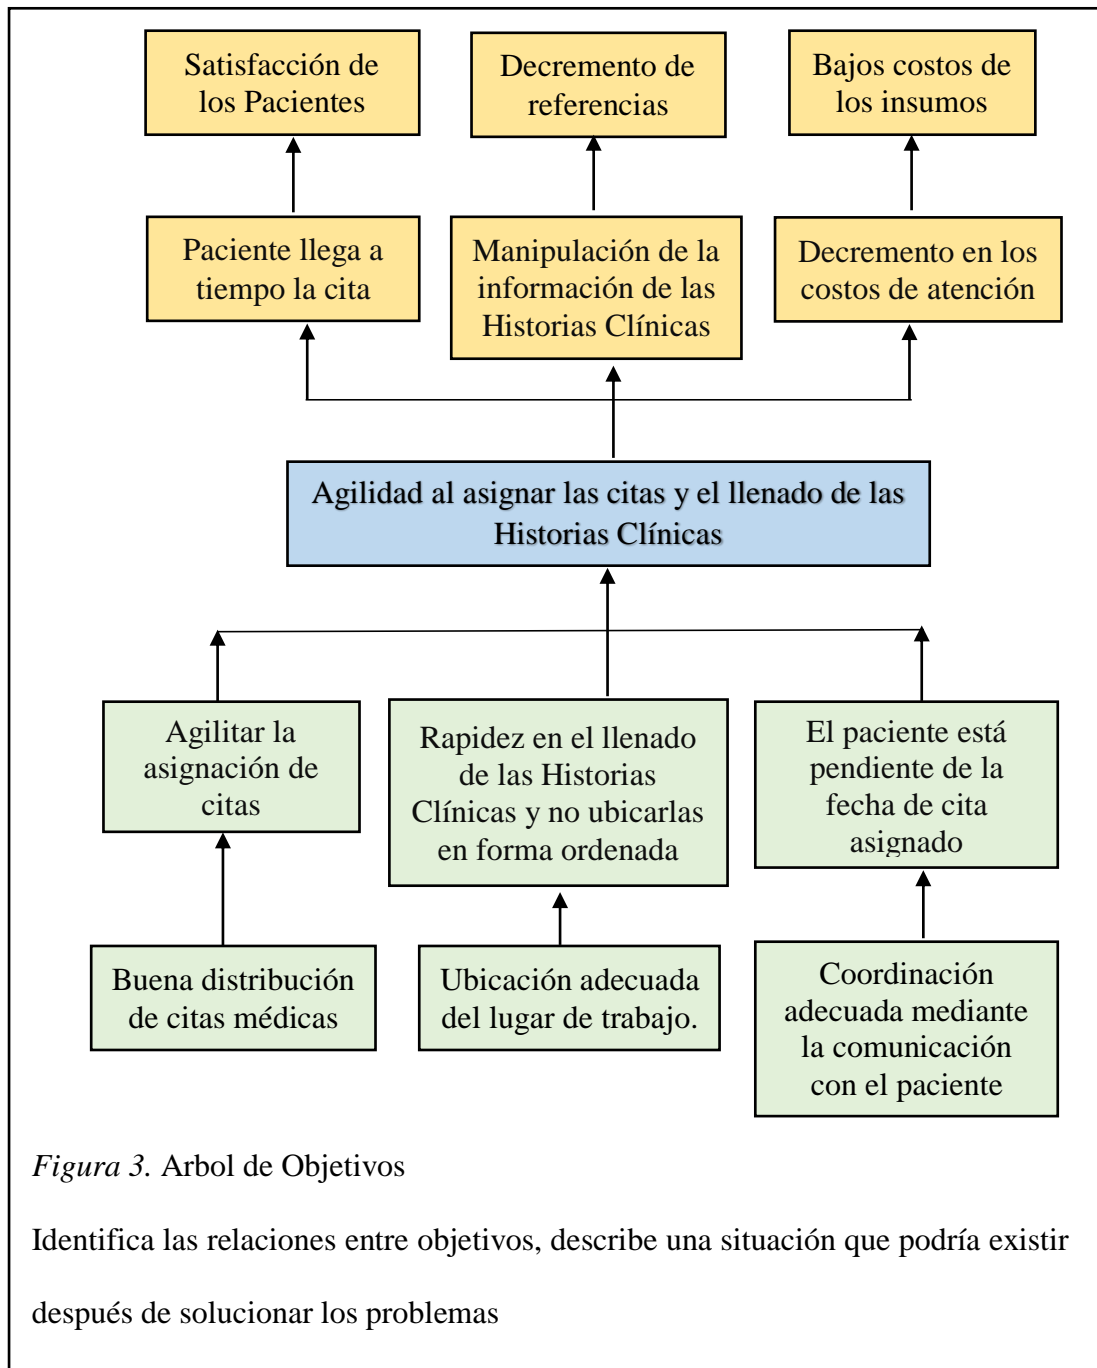 Satisfacción de
los Pacientes
Decremento de
referencias
Bajos costos de
los insumos
Paciente llega a
tiempo la cita
Manipulación de la
información de las
Historias Clínicas
Decremento en los
costos de atención
Agilidad al asignar las citas y el llenado de las
Historias Clínicas
Agilitar la
asignación de
citas
Rapidez en el llenado
de las Historias
Clínicas y no ubicarlas
en forma ordenada
El paciente está
pendiente de la
fecha de cita
asignado
Buena distribución
de citas médicas
Ubicación adecuada
del lugar de trabajo.
Coordinación
adecuada mediante
la comunicación
con el paciente
Figura 3. Arbol de Objetivos
Identifica las relaciones entre objetivos, describe una situación que podría existir
después de solucionar los problemas